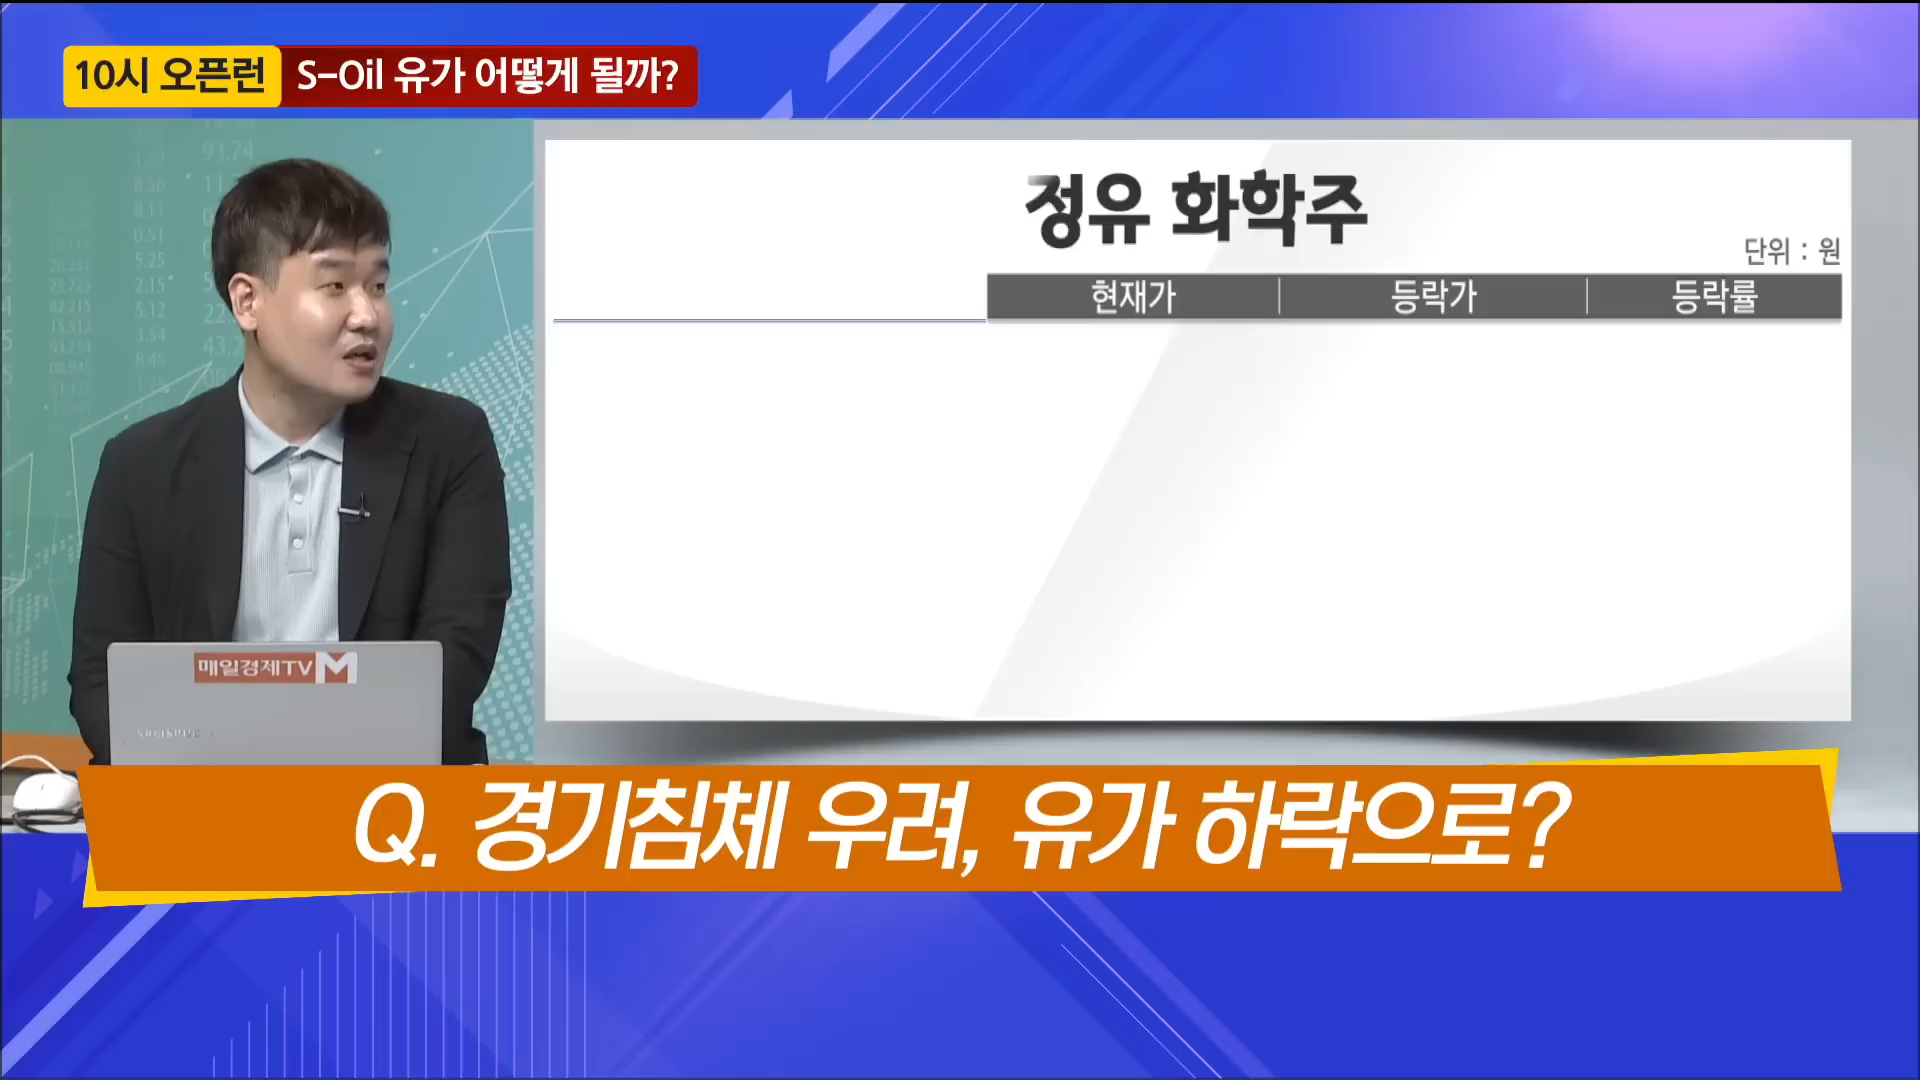 10시 오픈런 S-Oil 유가 어떻게 될까?
정유 화학주
단위 : 원
현재가 등락가 등락률
매일경제TV M
Q. 경기침체 우려, 유가 하락으로?